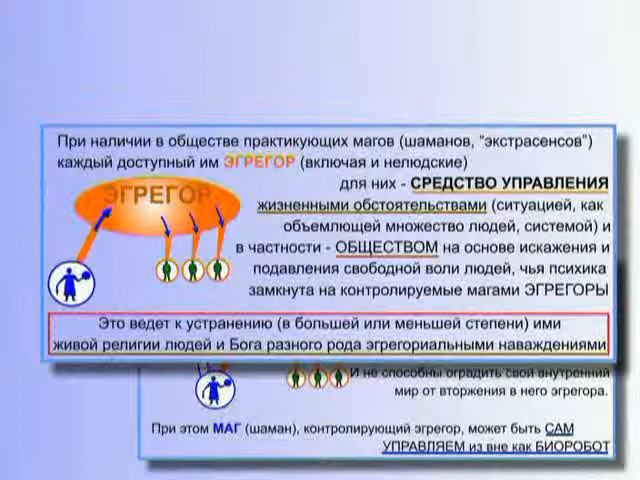 При наличии в обществе практикующих магов (шаманов, "экстрасенсов")
каждый доступный им ЭГРЕГОР (включая и нелюдские)
для них - СРЕДСТВО УПРАВЛЕНИЯ
ЭГРЕГОР
жизненными обстоятельствами (ситуацией, как
объемлющей множество людей, системой) и
в частности - ОБЩЕСТВОМ на основе искажения и
подавления свободной воли людей, чья психика
замкнута на контролируемые магами ЭГРЕГОРЫ
Это ведет к устранению (в большей или меньшей степени) ими
живой религии людей и Бога разного рода эгрегориальными наваждениями
И не способны оградить свой внутренний
мир от вторжения в него эгрегора.
При этом МАГ (шаман), контролирующий эгрегор, может быть САМ
УПРАВЛЯЕМ из вне как БИОРОБОТ